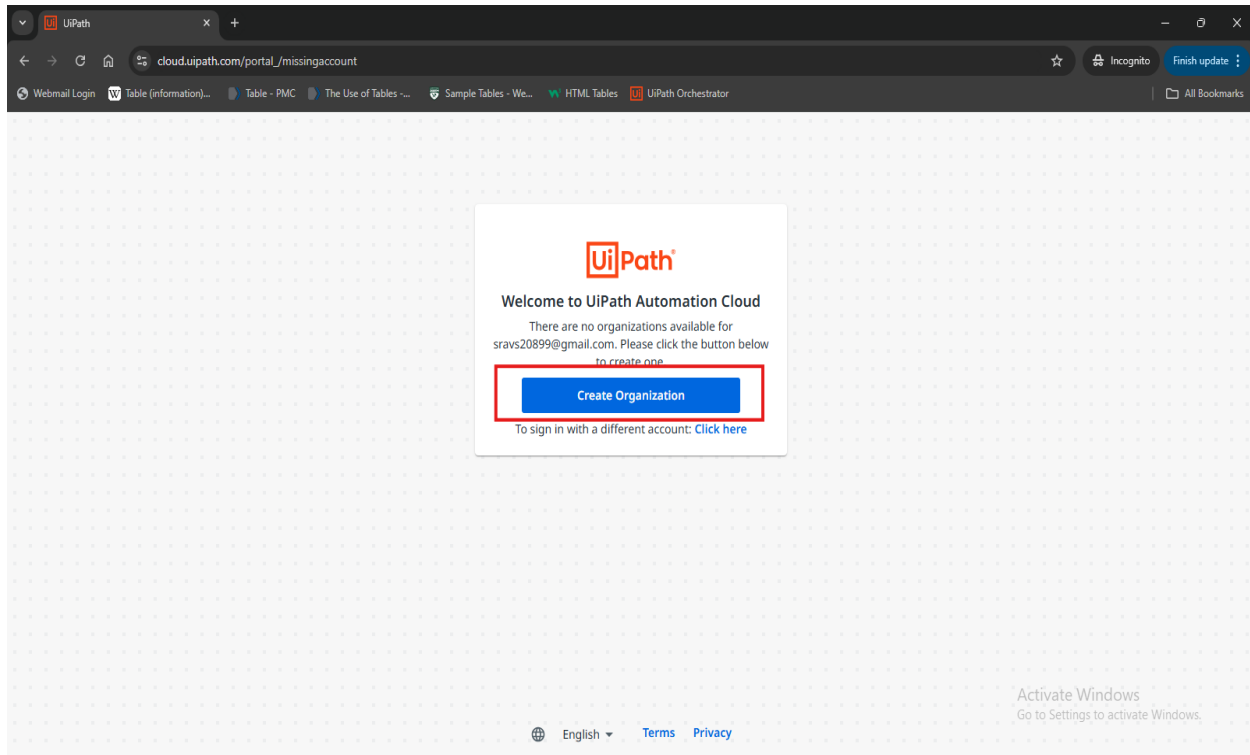 UiPath
cloud.uipath.com/portal_/missingaccount
Incognito
Finish update
Webmail Login
Table (information)...
Table - PMC
The Use of Tables -...
Sample Tables - We...
HTML Tables
UiPath Orchestrator
All Bookmarks
UiPath
Welcome to UiPath Automation Cloud
There are no organizations available for
sravs20899@gmail.com. Please click the button below
to create one
Create Organization
To sign in with a different account: Click here
Activate Windows
Go to Settings to activate Windows.
English
Terms
Privacy